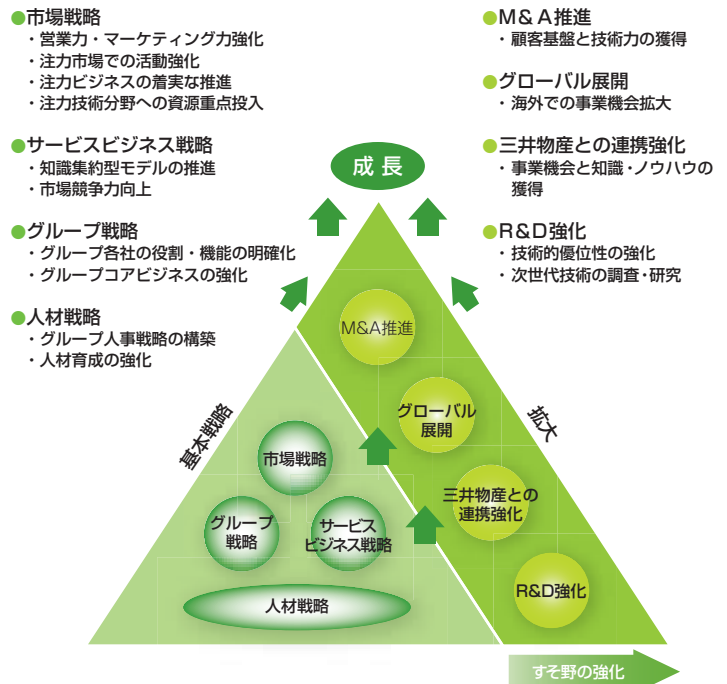 ●市場戦略
・営業力・マーケティング力強化
・注力市場での活動強化
・注力ビジネスの着実な推進
・注力技術分野への資源重点投入
●サービスビジネス戦略
・知識集約型モデルの推進
・市場競争力向上
●グループ戦略
・グループ各社の役割・機能の明確化
・グループコアビジネスの強化
●人材戦略
・グループ人事戦略の構築
・人材育成の強化
●M&A推進
・顧客基盤と技術力の獲得
●グローバル展開
・海外での事業機会拡大
●三井物産との連携強化
・事業機会と知識・ノウハウの
獲得
●R&D強化
・技術的優位性の強化
・次世代技術の調査・研究
成長
M&A推進
グローバル
展開
三井物産との
連携強化
R&D強化
基本戦略
拡大
市場戦略
グループ
戦略
サービス
ビジネス戦略
人材戦略
すそ野の強化